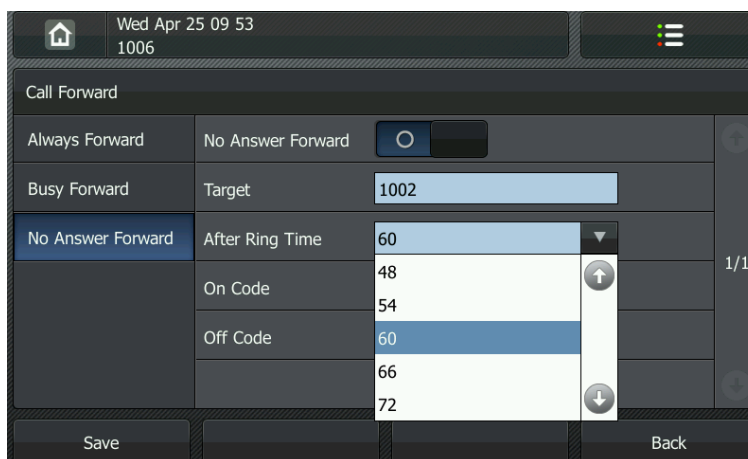 Wed Apr 25 09 53
1006
Call Forward
Always Forward
No Answer Forward
Busy Forward
Target
1002
No Answer Forward
After Ring Time
60
1/1
48
On Code
54
Off Code
60
66
72
Save
Back